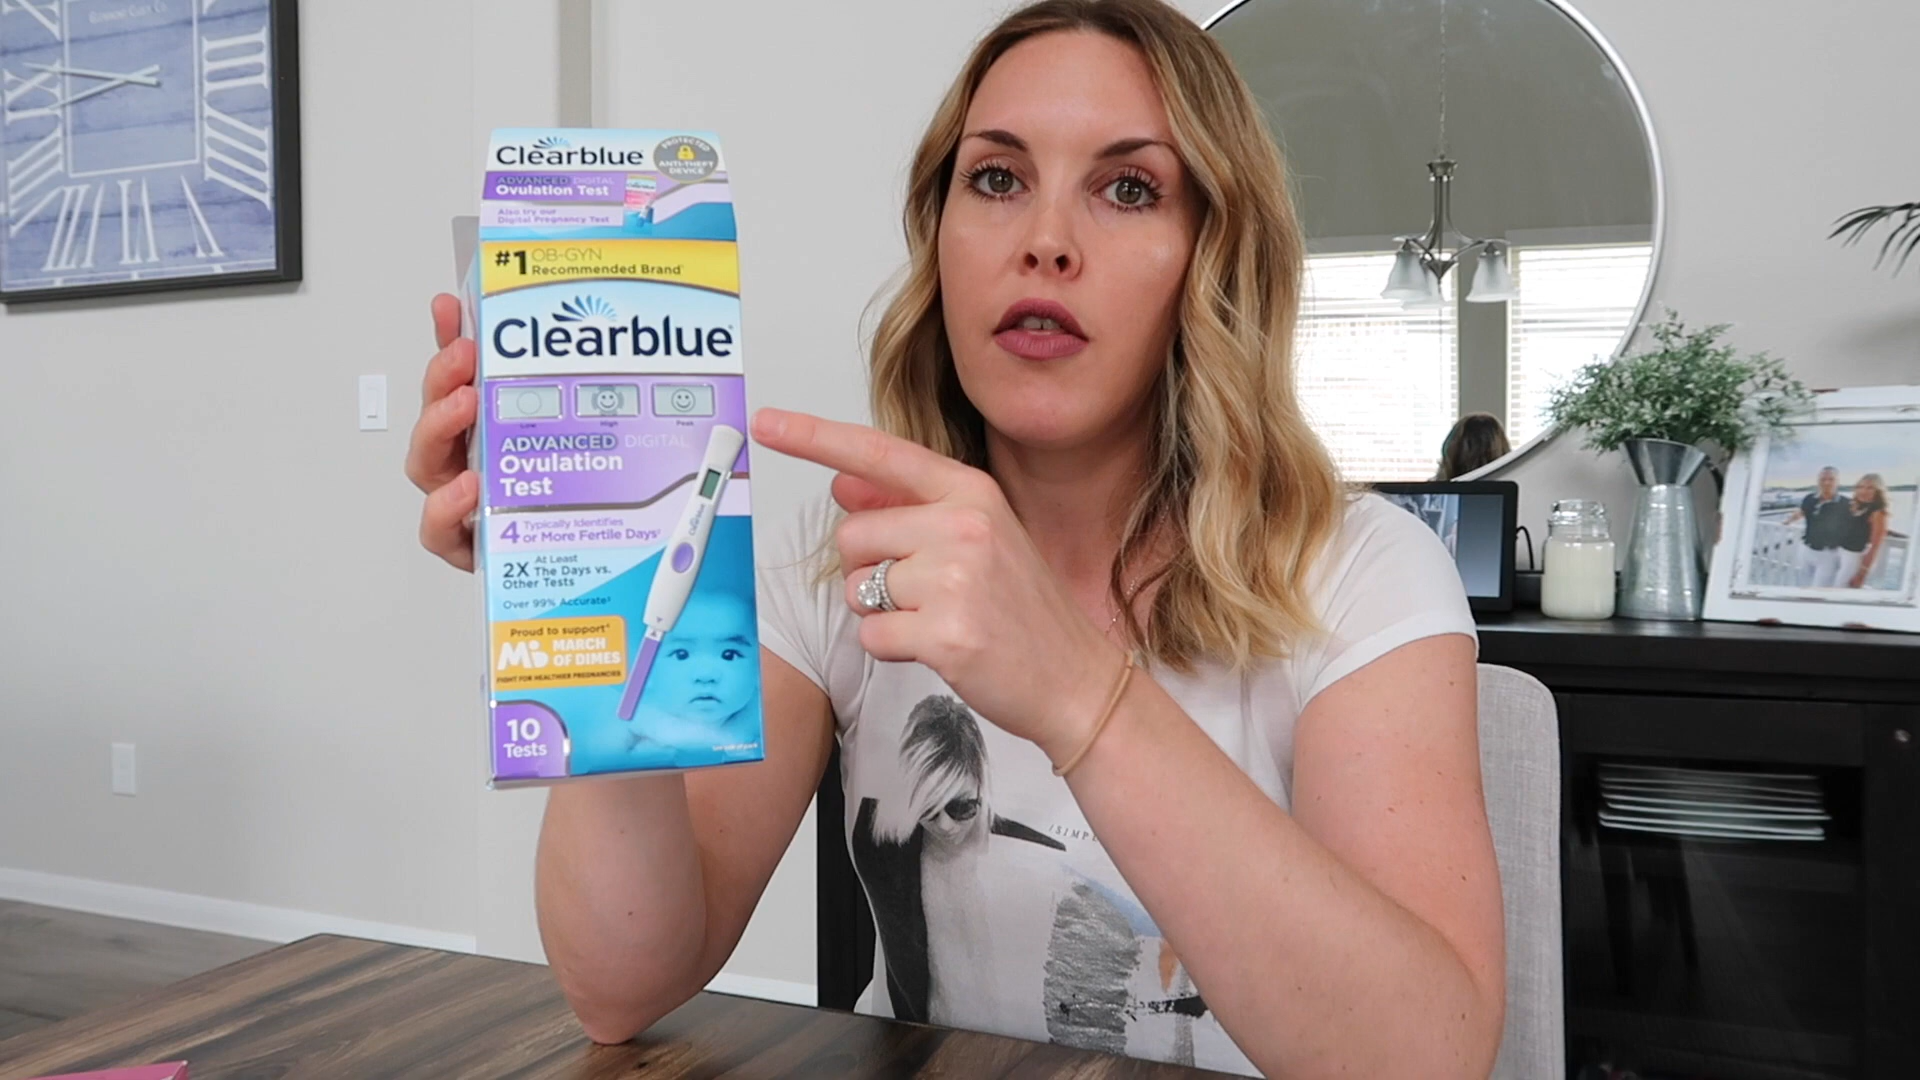 Clearblue
PROTECTED
ANTI-THEFT
DEVICE
ADVANCED DIGITAL
Ovulation Test
Also try our
Digital Pregnancy Test
#1 OB-GYN
Recommended Brand
Clearblue
Low High Peak
ADVANCED DIGITAL
Ovulation
Test
4 Typically Identifies
or More Fertile Days
At Least
2X The Days vs.
Other Tests
Over 99% Accurate
Clearblue
Proud to support
MARCH
OF DIMES
FIGHT FOR HEALTHIER PREGNANCIES
10
Tests